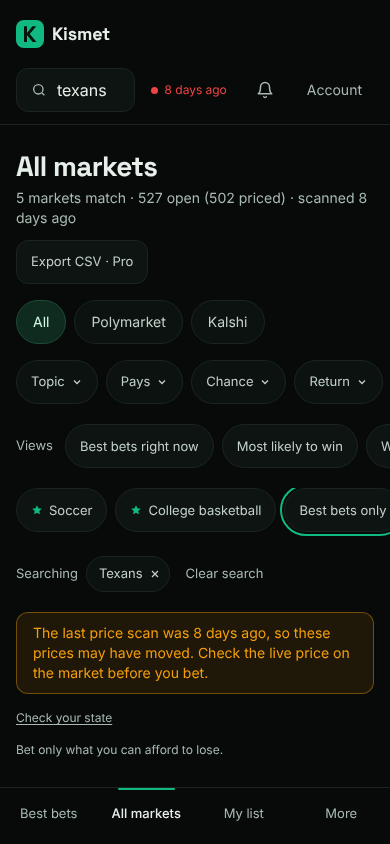 K Kismet
texans
8 days ago
Account
All markets
5 markets match · 527 open (502 priced) · scanned 8
days ago
Export CSV · Pro
All Polymarket Kalshi
Topic Pays Chance Return
Views Best bets right now Most likely to win W
Soccer College basketball Best bets only
Searching Texans × Clear search
The last price scan was 8 days ago, so these
prices may have moved. Check the live price on
the market before you bet.
Check your state
Bet only what you can afford to lose.
Best bets All markets My list More